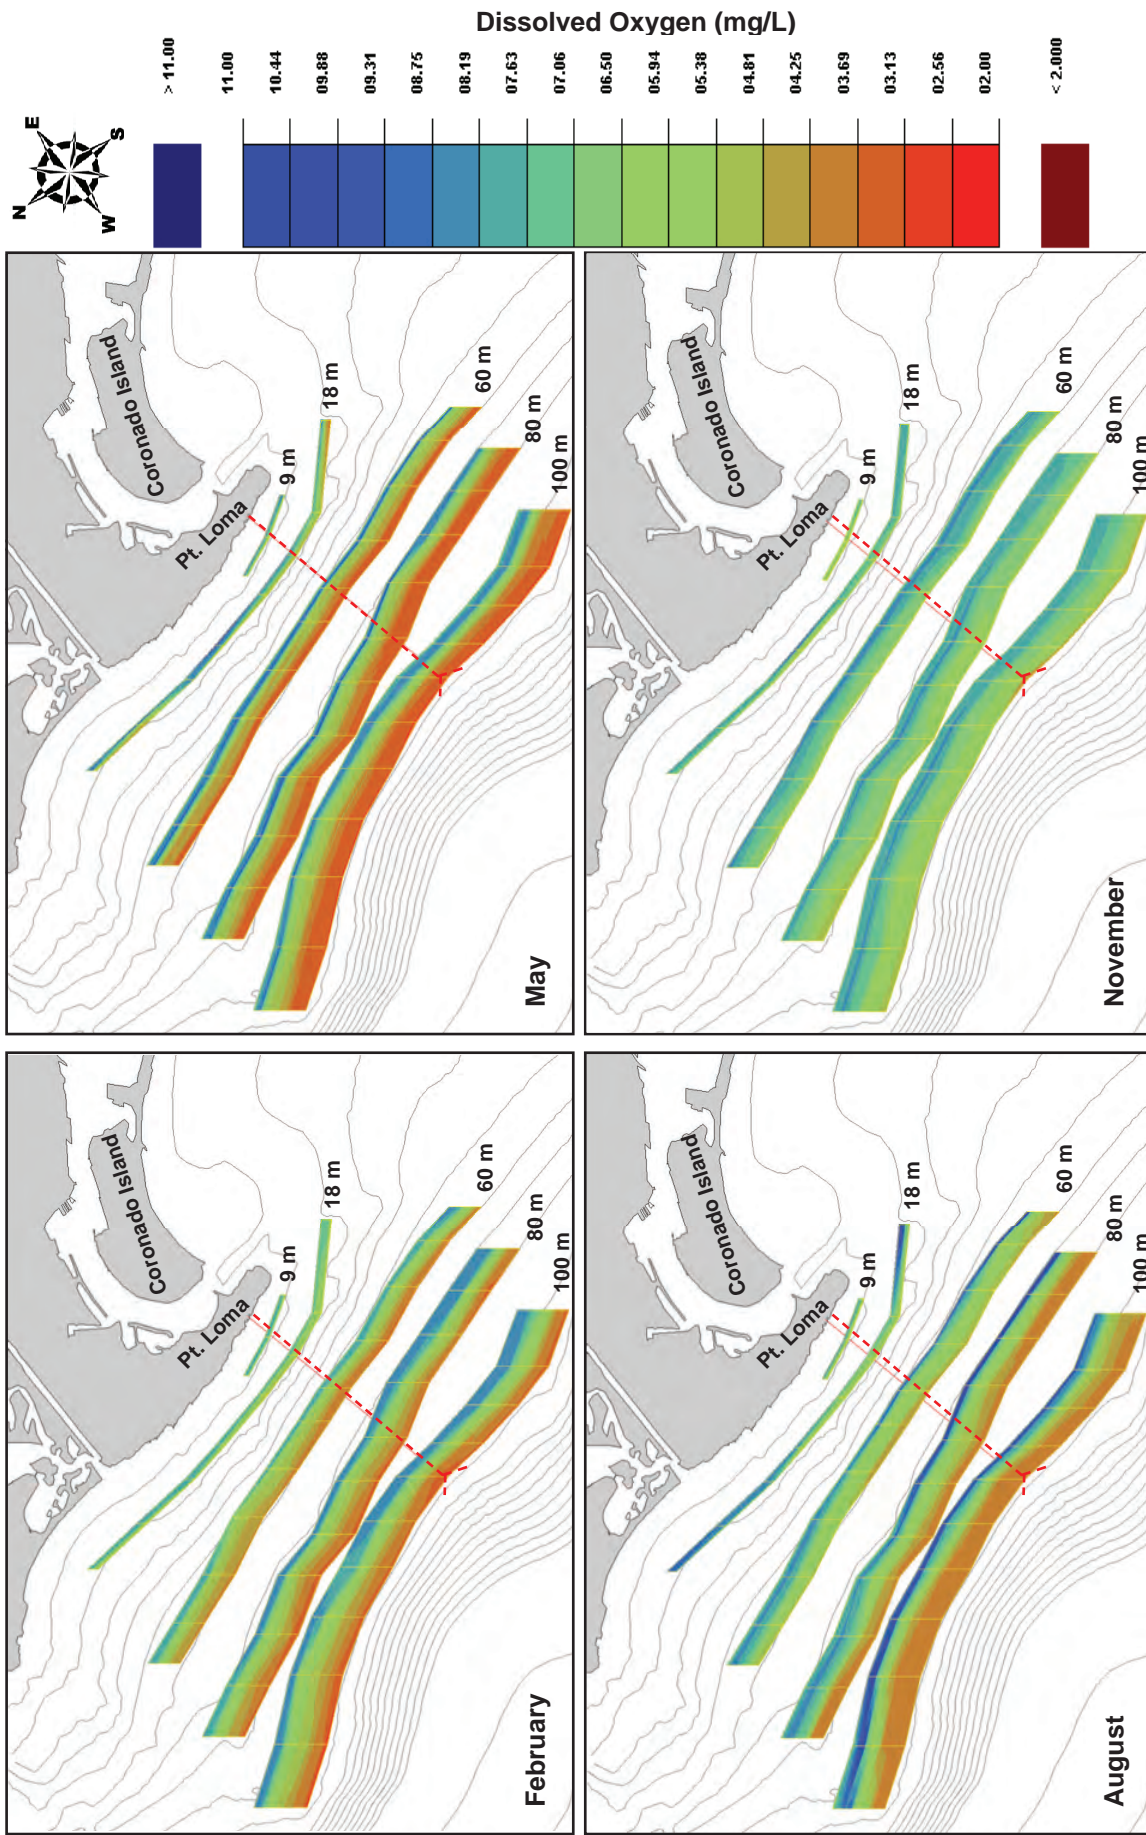 Dissolved Oxygen (mg/L)
> 11.00
11.00
10.44
09.88
09.31
08.75
08.19
07.63
07.06
06.50
05.94
05.38
04.81
04.25
03.69
03.13
02.56
02.00
< 2.000
N
E
S
W
Coronado Island
Pt. Loma
9 m
18 m
60 m
80 m
100 m
February
Coronado Island
Pt. Loma
9 m
18 m
60 m
80 m
100 m
May
Coronado Island
Pt. Loma
9 m
18 m
60 m
80 m
100 m
August
Coronado Island
Pt. Loma
9 m
18 m
60 m
80 m
100 m
November